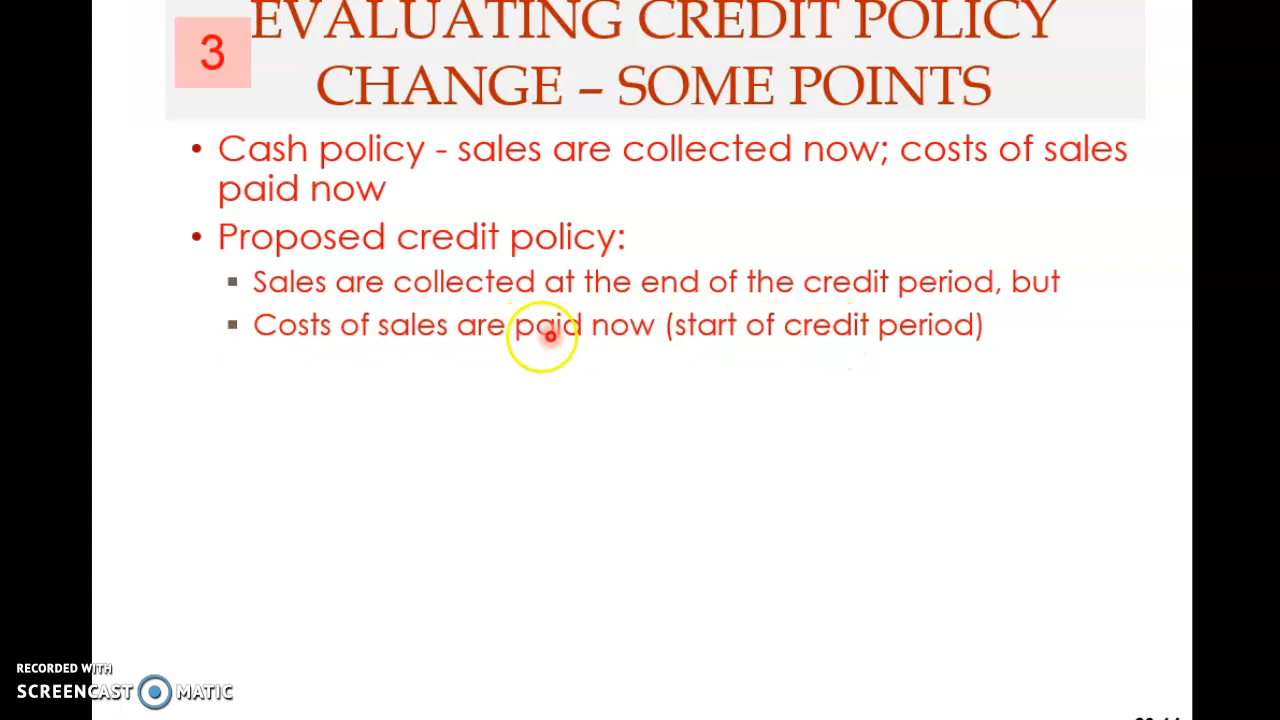 3
EVALUATING CREDIT POLICY
CHANGE – SOME POINTS
• Cash policy - sales are collected now; costs of sales
paid now
• Proposed credit policy:
▪ Sales are collected at the end of the credit period, but
▪ Costs of sales are paid now (start of credit period)
RECORDED WITH
SCREENCAST MATIC